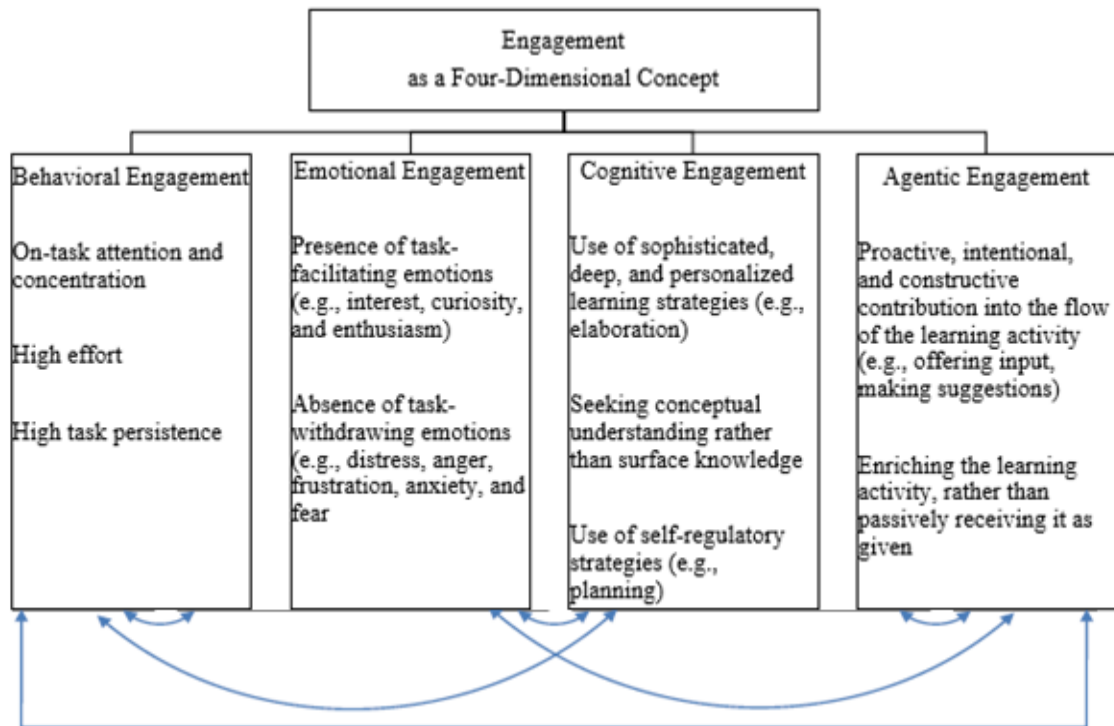 Engagement
as a Four-Dimensional Concept
Behavioral Engagement
On-task attention and
concentration
High effort
High task persistence
Emotional Engagement
Presence of task-
facilitating emotions
(e.g., interest, curiosity,
and enthusiasm)
Absence of task-
withdrawing emotions
(e.g., distress, anger,
frustration, anxiety, and
fear
Cognitive Engagement
Use of sophisticated,
deep, and personalized
learning strategies (e.g.,
elaboration)
Seeking conceptual
understanding rather
than surface knowledge
Use of self-regulatory
strategies (e.g.,
planning)
Agentic Engagement
Proactive, intentional,
and constructive
contribution into the flow
of the learning activity
(e.g., offering input,
making suggestions)
Enriching the learning
activity, rather than
passively receiving it as
given